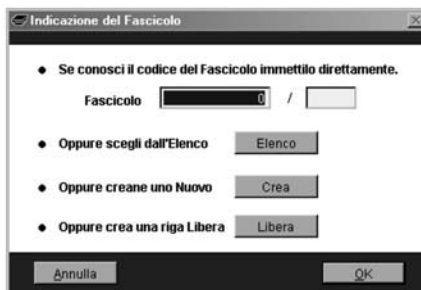 Indicazione del Fascicolo
• Se conosci il codice del Fascicolo immettilo direttamente.
Fascicolo 0 /
• Oppure scegli dall'Elenco Elenco
• Oppure creane uno Nuovo Crea
• Oppure crea una riga Libera Libera
Annulla OK